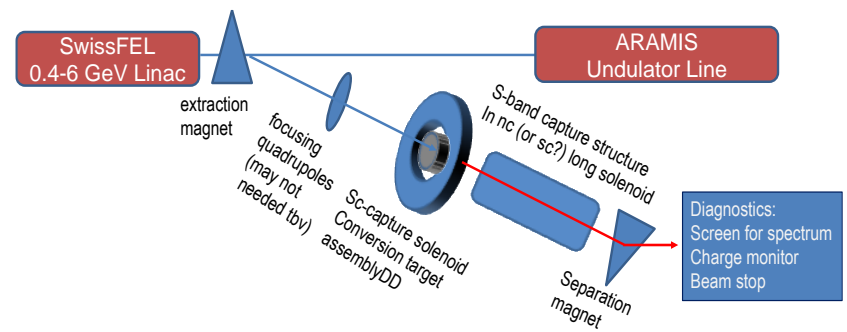 SwissFEL
0.4-6 GeV Linac
ARAMIS
Undulator Line
extraction
magnet
focusing
quadrupoles
(may not
needed tbv)
Sc-capture solenoid
Conversion target
assemblyDD
S-band capture structure
In nc (or sc?) long solenoid
Separation
magnet
Diagnostics:
Screen for spectrum
Charge monitor
Beam stop